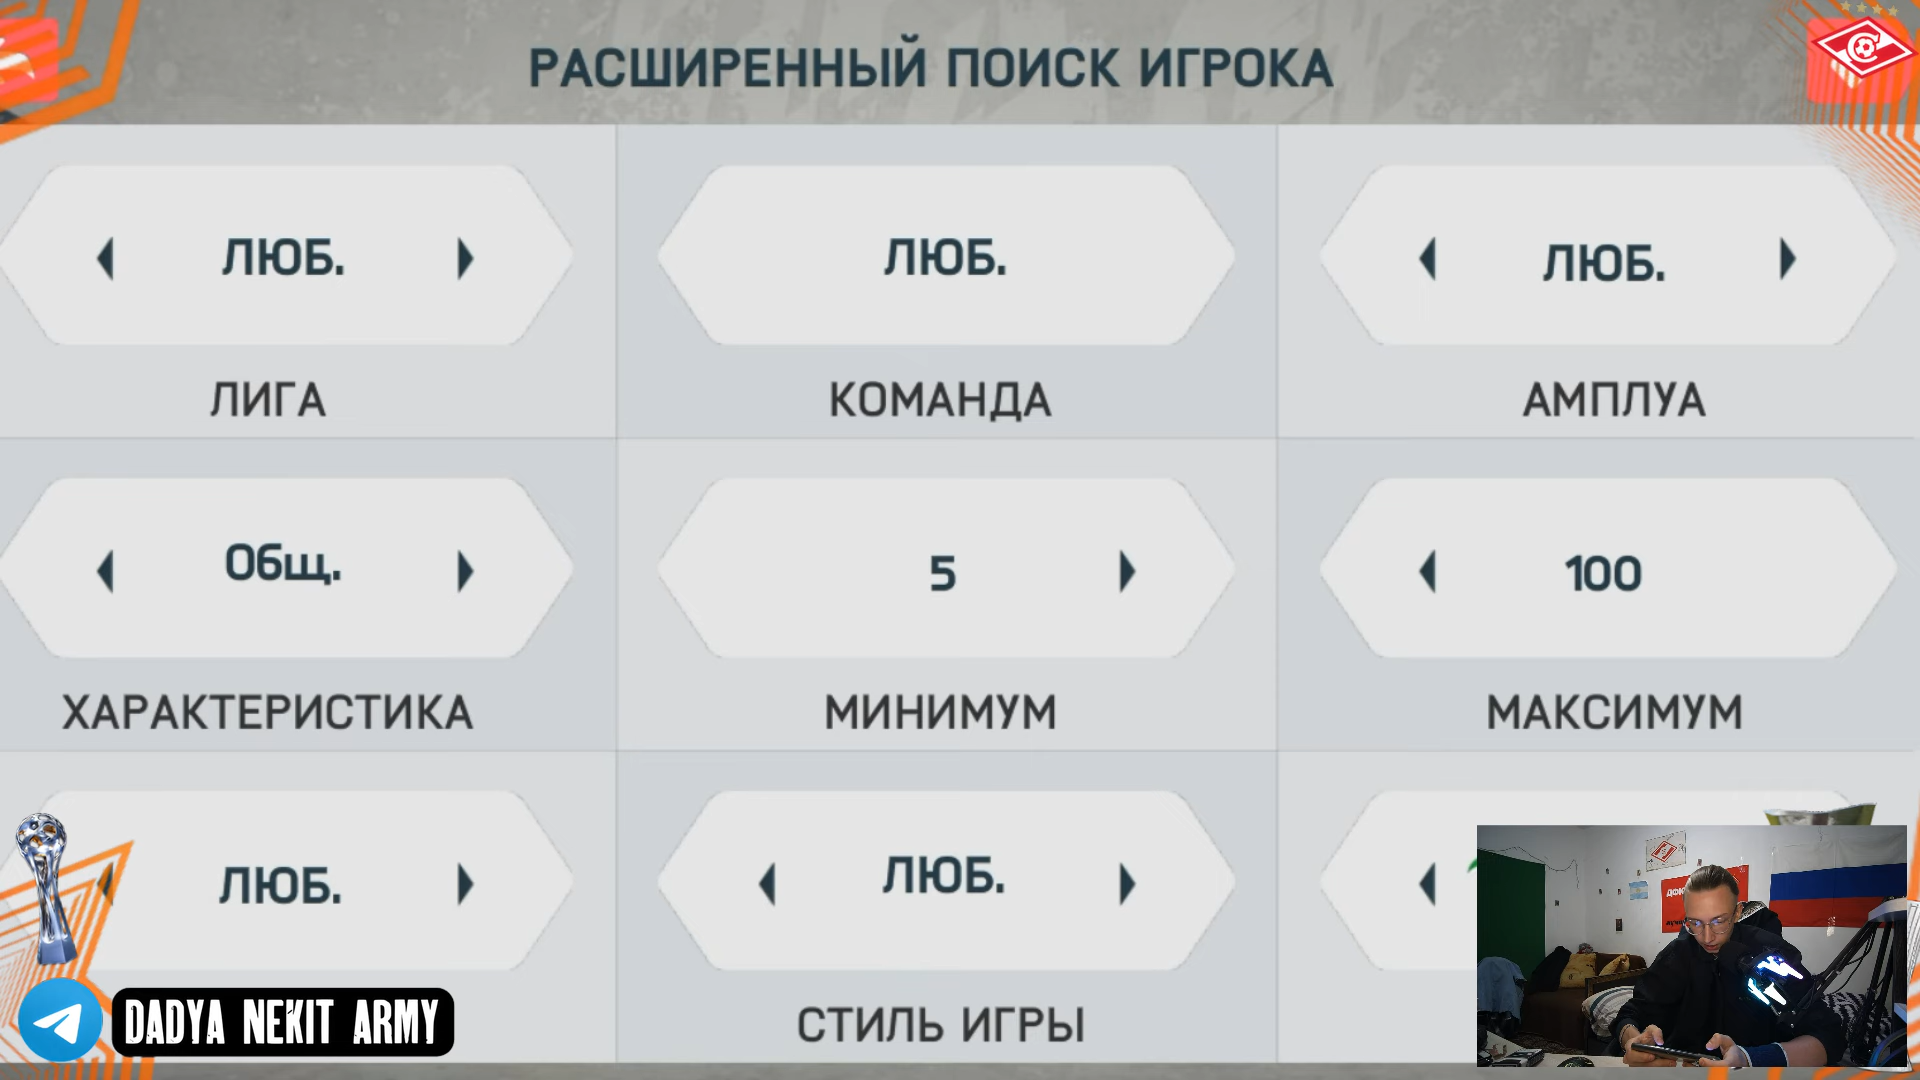 РАСШИРЕННЫЙ ПОИСК ИГРОКА
ЛЮБ. ЛЮБ. ЛЮБ.
ЛИГА КОМАНДА АМПЛУА
Общ. 5 100
ХАРАКТЕРИСТИКА МИНИМУМ МАКСИМУМ
ЛЮБ. ЛЮБ.
DADYA NEKIT ARMY СТИЛЬ ИГРЫ